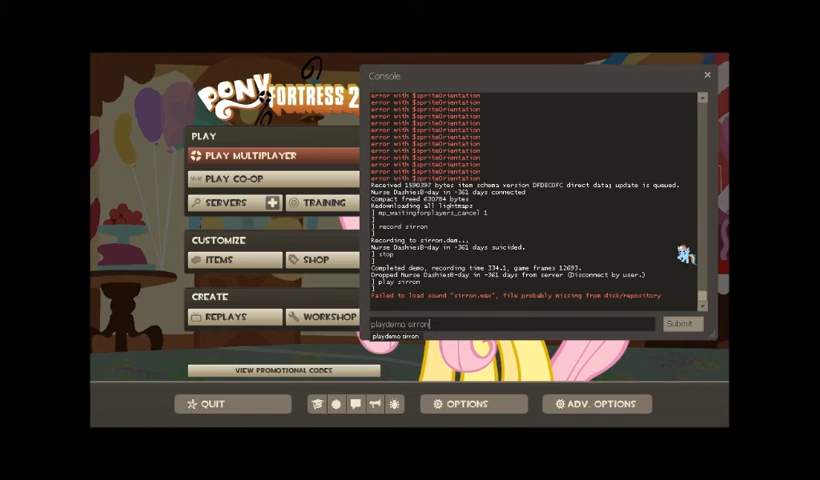 PONY FORTRESS 2
PLAY
PLAY MULTIPLAYER
PLAY CO-OP
SERVERS
TRAINING
CUSTOMIZE
ITEMS
SHOP
CREATE
REPLAYS
WORKSHOP
VIEW PROMOTIONAL CODES
QUIT
OPTIONS
ADV. OPTIONS
Console
error with $spriteOrientation
error with $spriteOrientation
error with $spriteOrientation
error with $spriteOrientation
error with $spriteOrientation
error with $spriteOrientation
error with $spriteOrientation
error with $spriteOrientation
error with $spriteOrientation
error with $spriteOrientation
error with $spriteOrientation
error with $spriteOrientation
error with $spriteOrientation
Received 1990397 bytes item schema version DFDECOFC direct data; update is queued.
Nurse Dashie:B-day in -361 days connected
Compact freed 630784 bytes
Redownloading all lightmaps
] mp_waitingforplayers_cancel 1
]
] record sirron
]
Recording to sirron.dem...
Nurse Dashie:B-day in -361 days suicided.
] stop
]
Completed demo, recording time 334.1, game frames 12693.
Dropped Nurse Dashie:B-day in -361 days from server (Disconnect by user.)
] play sirron
]
Failed to load sound "sirron.wav", file probably missing from disk/repository
playdemo sirron
Submit
playdemo sirron